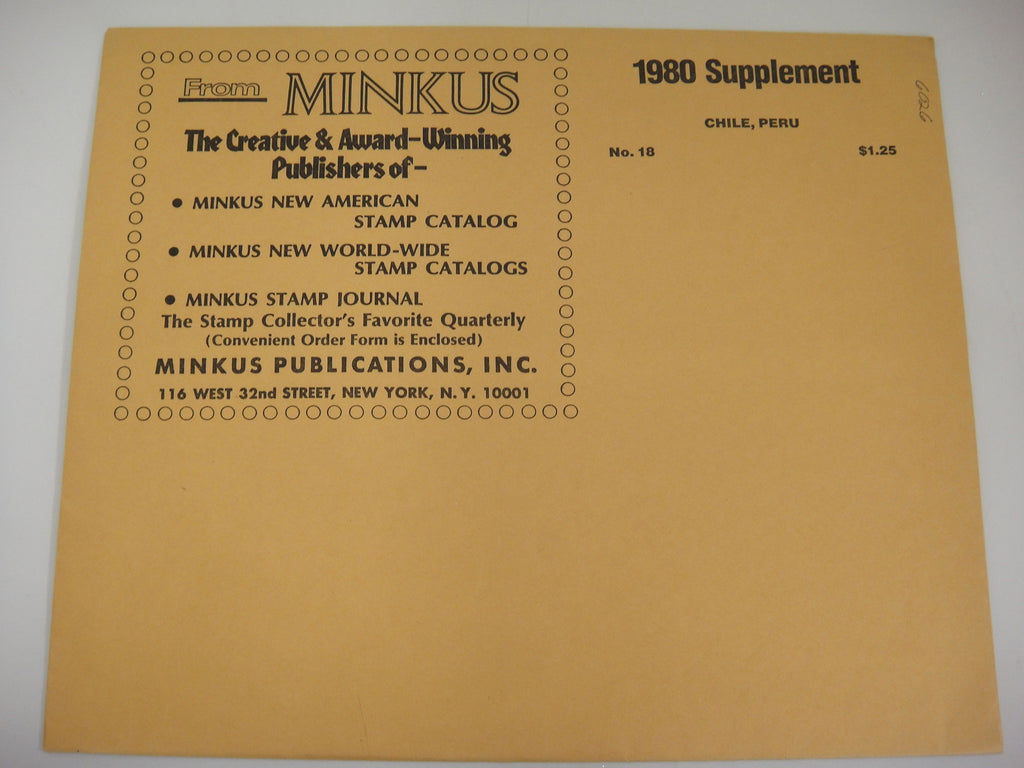 From MINKUS
The Creative & Award-Winning
Publishers of -
• MINKUS NEW AMERICAN
STAMP CATALOG
• MINKUS NEW WORLD-WIDE
STAMP CATALOGS
• MINKUS STAMP JOURNAL
The Stamp Collector's Favorite Quarterly
(Convenient Order Form is Enclosed)
MINKUS PUBLICATIONS, INC.
116 WEST 32nd STREET, NEW YORK, N.Y. 10001
1980 Supplement
CHILE, PERU
No. 18 $1.25